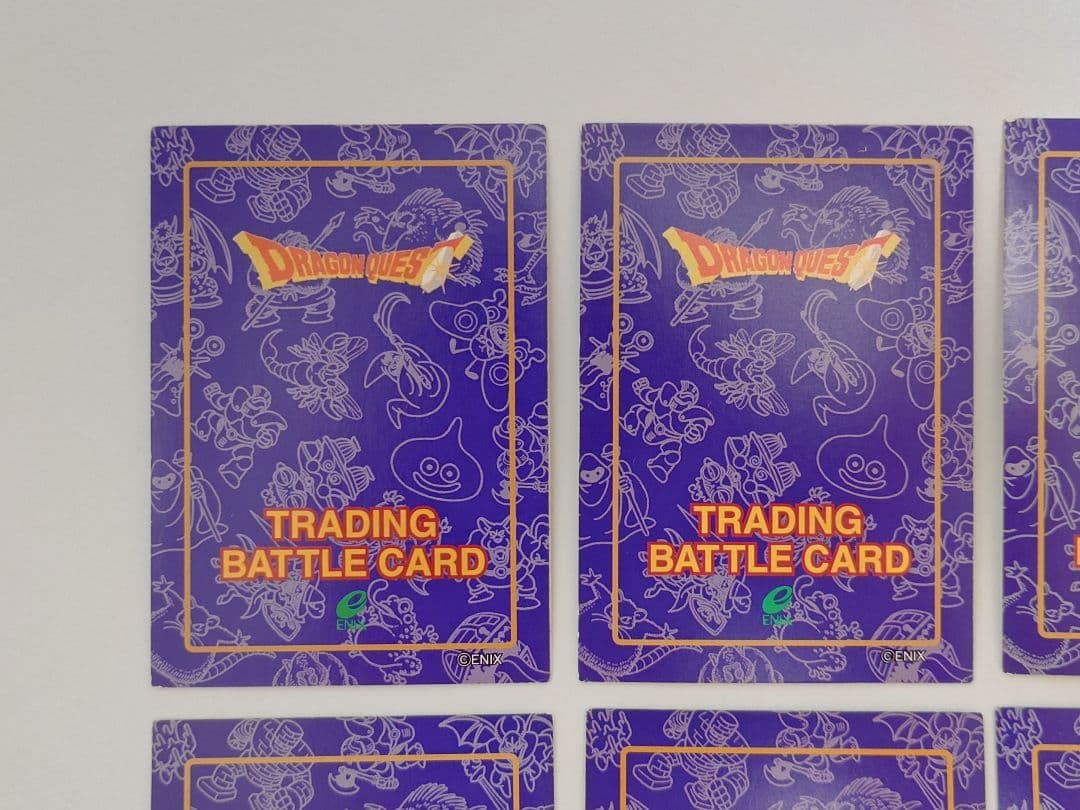 DRAGON QUEST
TRADING
BATTLE CARD
ENIX
©ENIX
DRAGON QUEST
TRADING
BATTLE CARD
ENIX
©ENIX